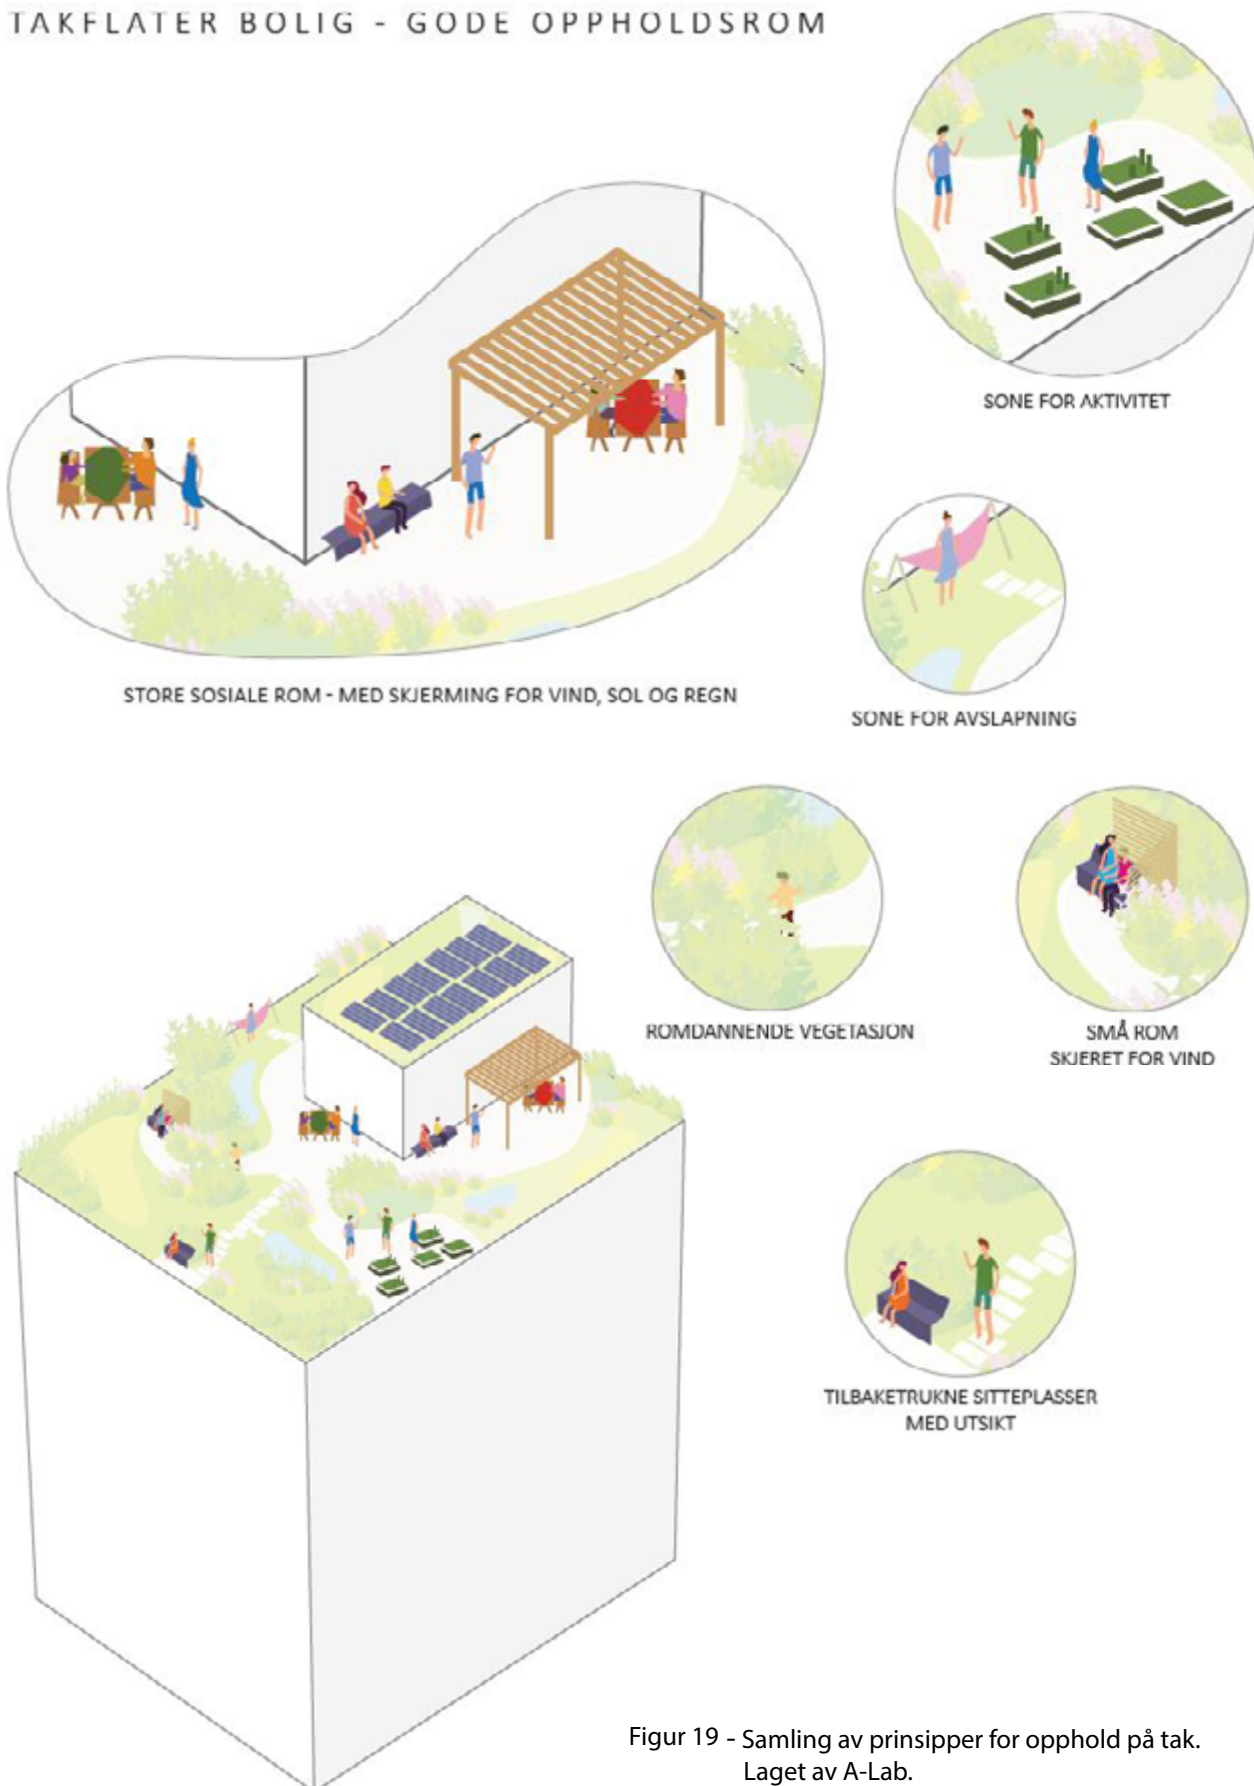 TAKFLATER BOLIG - GODE OPPHOLDSROM
SONE FOR AKTIVITET
STORE SOSIALE ROM - MED SKJERMING FOR VIND, SOL OG REGN
SONE FOR AVSLAPNING
ROMDANNENDE VEGETASJON
SMÅ ROM
SKJERET FOR VIND
TILBAKETRUKNE SITTEPLASSER
MED UTSIKT
Figur 19 - Samling av prinsipper for opphold på tak.
Laget av A-Lab.